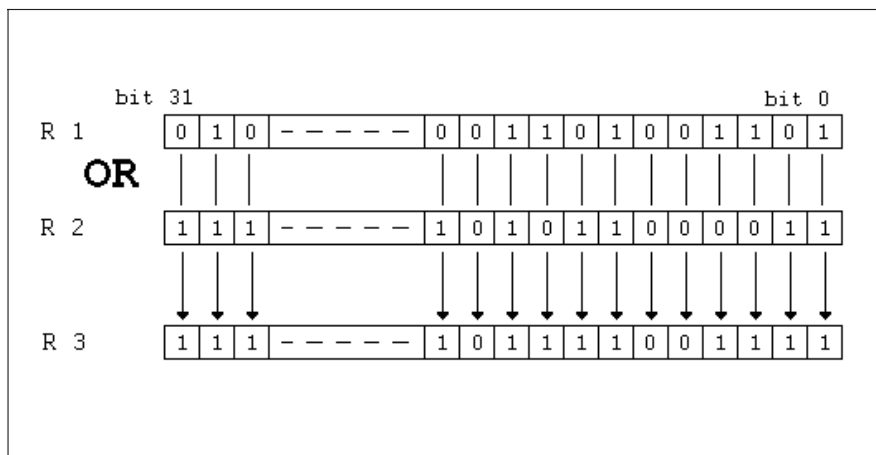 bit 31 bit 0
R 1 0 1 0 - - - - - 0 0 1 1 0 1 0 0 1 1 0 1
OR
R 2 1 1 1 - - - - - 1 0 1 0 1 1 0 0 0 0 1 1
R 3 1 1 1 - - - - - 1 0 1 1 1 1 0 0 1 1 1 1